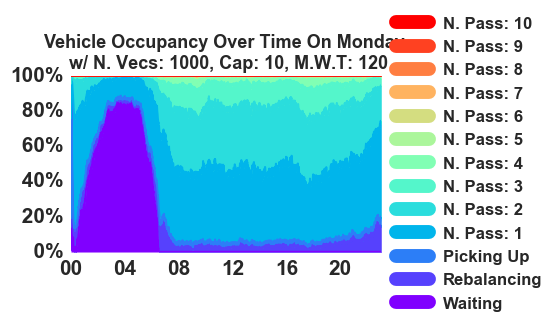 Vehicle Occupancy Over Time On Monday
w/ N. Vecs: 1000, Cap: 10, M.W.T: 120
100%
80%
60%
40%
20%
0%
00 04 08 12 16 20
N. Pass: 10
N. Pass: 9
N. Pass: 8
N. Pass: 7
N. Pass: 6
N. Pass: 5
N. Pass: 4
N. Pass: 3
N. Pass: 2
N. Pass: 1
Picking Up
Rebalancing
Waiting